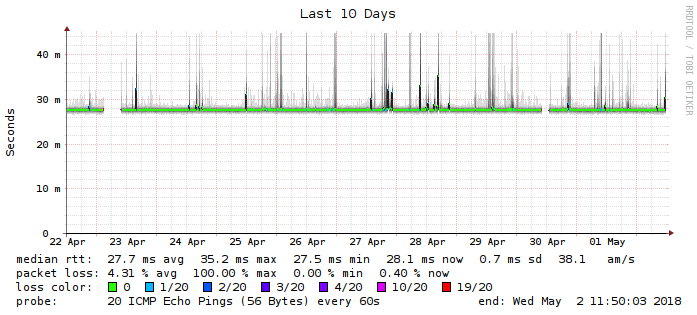 Last 10 Days
RRDTOOL / TOBI OETIKER
Seconds
40 m
30 m
20 m
10 m
0
22 Apr 23 Apr 24 Apr 25 Apr 26 Apr 27 Apr 28 Apr 29 Apr 30 Apr 01 May
median rtt: 27.7 ms avg 35.2 ms max 27.5 ms min 28.1 ms now 0.7 ms sd 38.1 am/s
packet loss: 4.31 % avg 100.00 % max 0.00 % min 0.40 % now
loss color: 0 1/20 2/20 3/20 4/20 10/20 19/20
probe: 20 ICMP Echo Pings (56 Bytes) every 60s end: Wed May 2 11:50:03 2018